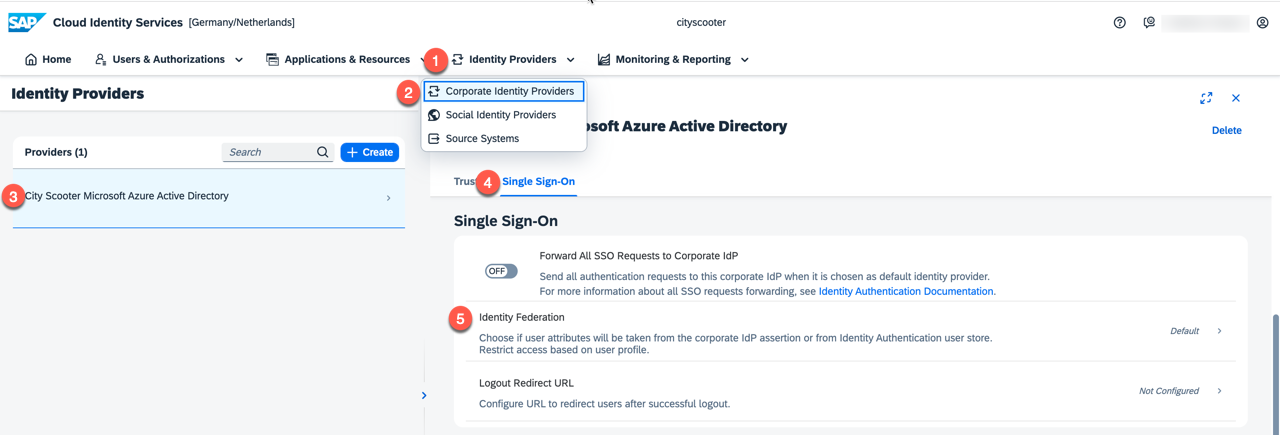 SAP Cloud Identity Services [Germany/Netherlands] cityscooter
Home Users & Authorizations Applications & Resources 1 Identity Providers Monitoring & Reporting
2 Corporate Identity Providers
Social Identity Providers
Source Systems
Identity Providers
Providers (1) Search + Create
3 City Scooter Microsoft Azure Active Directory
osoft Azure Active Directory
Delete
Trus 4 Single Sign-On
Single Sign-On
Forward All SSO Requests to Corporate IdP
OFF
Send all authentication requests to this corporate IdP when it is chosen as default identity provider.
For more information about all SSO requests forwarding, see Identity Authentication Documentation.
5 Identity Federation
Choose if user attributes will be taken from the corporate IdP assertion or from Identity Authentication user store.
Restrict access based on user profile.
Default
Logout Redirect URL
Configure URL to redirect users after successful logout.
Not Configured